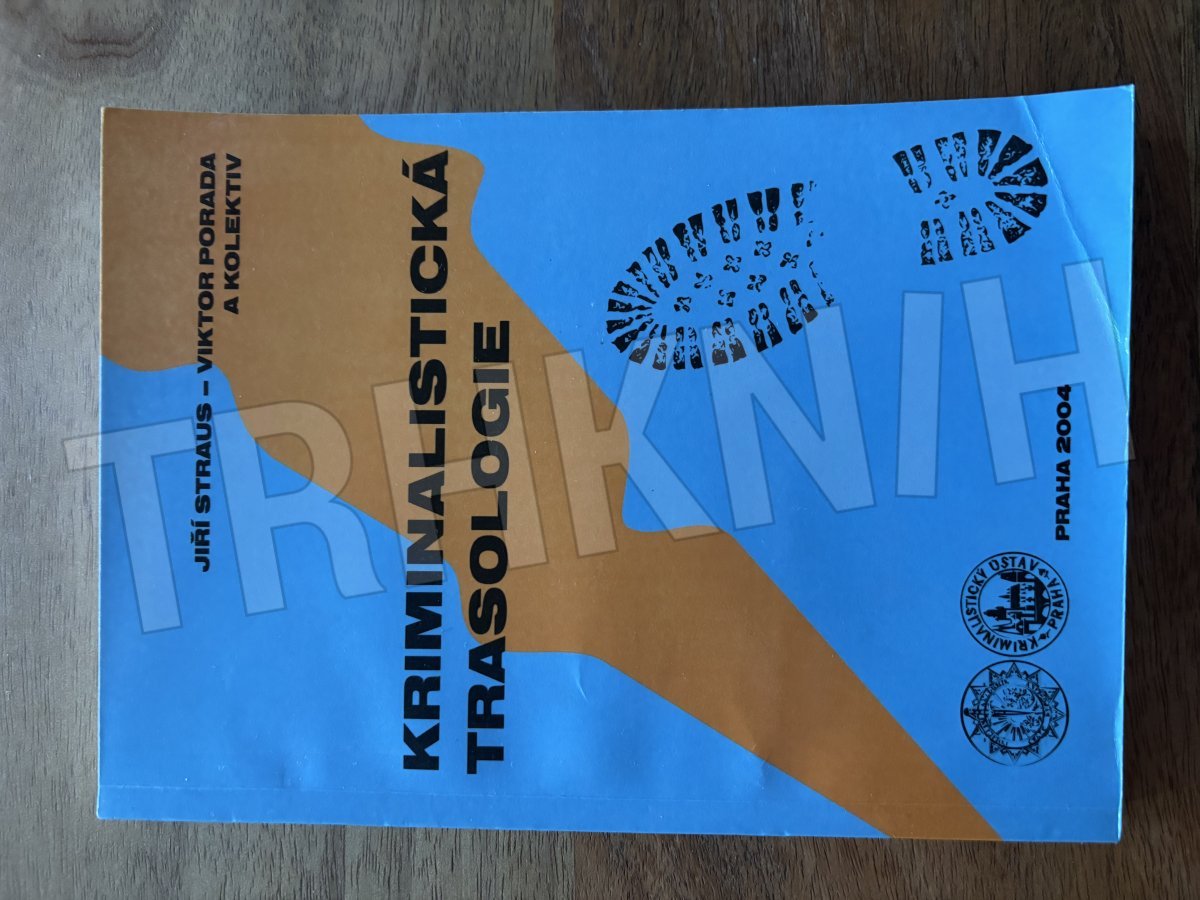 JIŘÍ STRAUS – VIKTOR PORADA
A KOLEKTIV
KRIMINALISTICKÁ
TRASOLOGIE
KRIMINALISTICKÝ ÚSTAV
PRAHA
PRAHA 2004
TRHKNIH